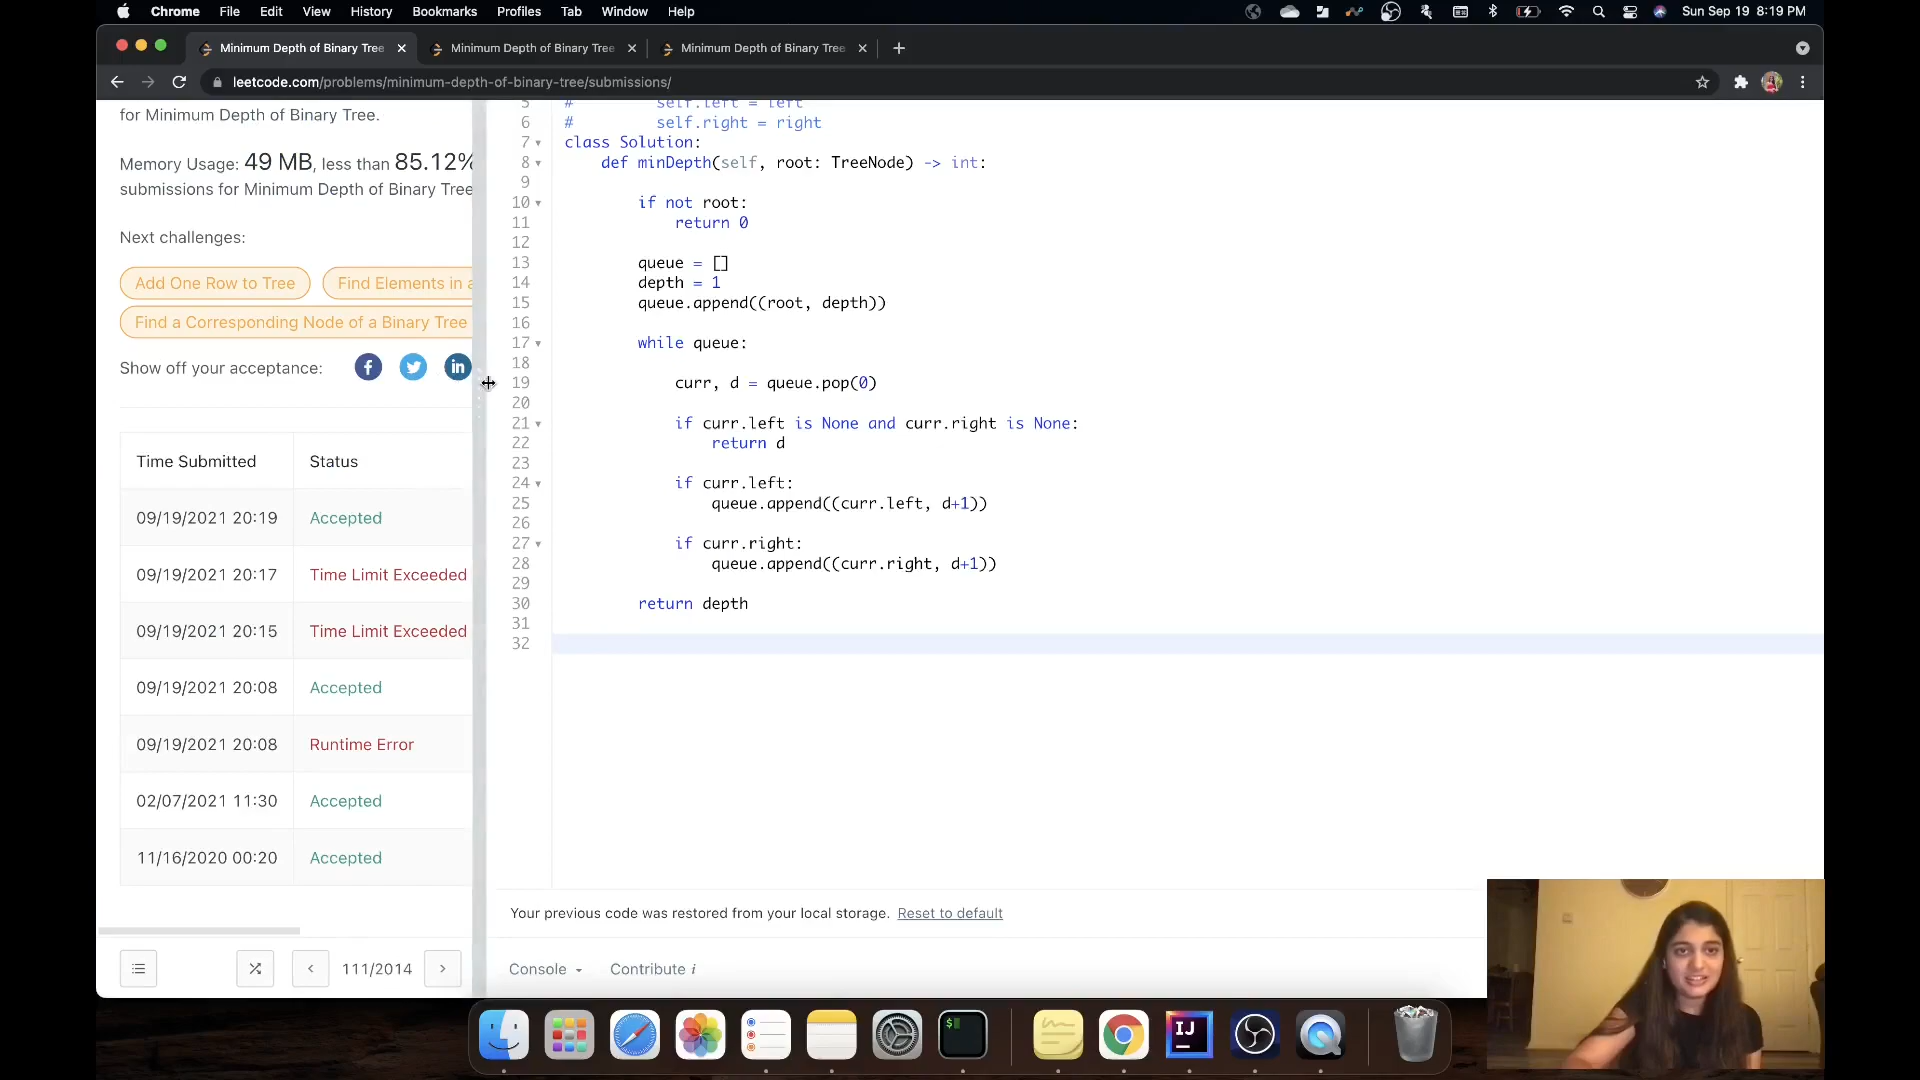 Chrome File Edit View History Bookmarks Profiles Tab Window Help Sun Sep 19 8:19 PM
Minimum Depth of Binary Tree Minimum Depth of Binary Tree Minimum Depth of Binary Tree
leetcode.com/problems/minimum-depth-of-binary-tree/submissions/
for Minimum Depth of Binary Tree.
Memory Usage: 49 MB, less than 85.12%
submissions for Minimum Depth of Binary Tree
Next challenges:
Add One Row to Tree Find Elements in a
Find a Corresponding Node of a Binary Tree
Show off your acceptance:
Time Submitted Status
09/19/2021 20:19 Accepted
09/19/2021 20:17 Time Limit Exceeded
09/19/2021 20:15 Time Limit Exceeded
09/19/2021 20:08 Accepted
09/19/2021 20:08 Runtime Error
02/07/2021 11:30 Accepted
11/16/2020 00:20 Accepted
111/2014
5 # self.left = left
6 # self.right = right
7 class Solution:
8 def minDepth(self, root: TreeNode) -> int:
9
10 if not root:
11 return 0
12
13 queue = []
14 depth = 1
15 queue.append((root, depth))
16
17 while queue:
18
19 curr, d = queue.pop(0)
20
21 if curr.left is None and curr.right is None:
22 return d
23
24 if curr.left:
25 queue.append((curr.left, d+1))
26
27 if curr.right:
28 queue.append((curr.right, d+1))
29
30 return depth
31
32
Your previous code was restored from your local storage. Reset to default
Console Contribute i
IJ